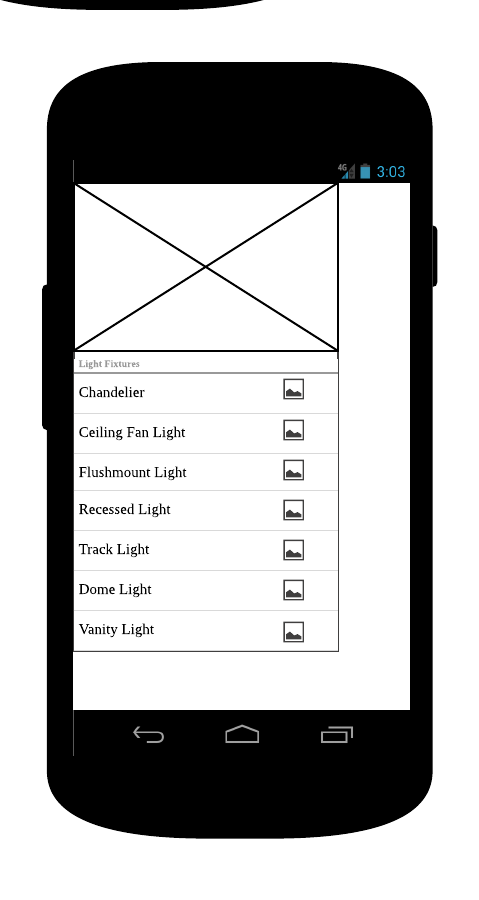 4G 3:03
Light Fixtures
Chandelier
Ceiling Fan Light
Flushmount Light
Recessed Light
Track Light
Dome Light
Vanity Light